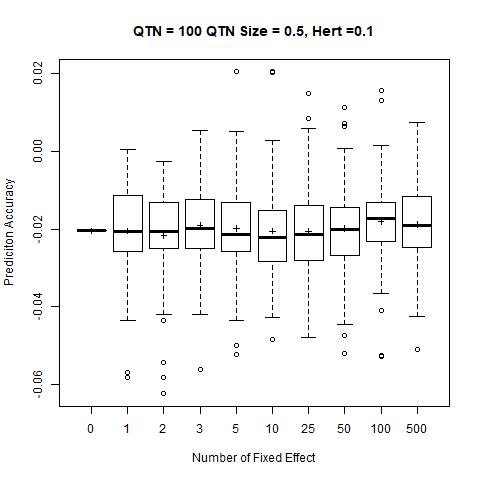 QTN = 100 QTN Size = 0.5, Hert =0.1
Prediciton Accuracy
0.02
0.00
-0.02
-0.04
-0.06
0 1 2 3 5 10 25 50 100 500
Number of Fixed Effect